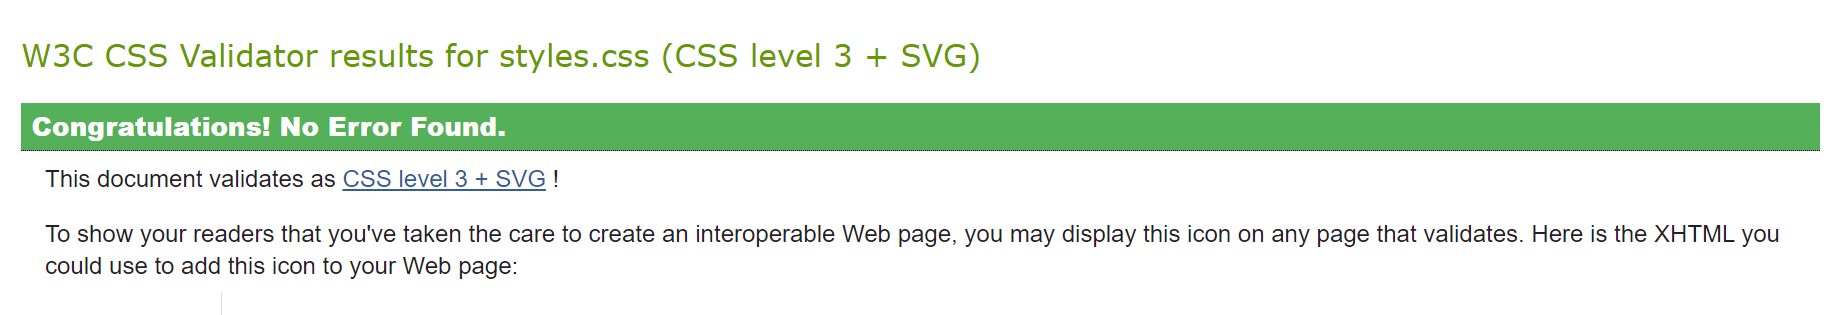 W3C CSS Validator results for styles.css (CSS level 3 + SVG)
Congratulations! No Error Found.
This document validates as CSS level 3 + SVG !
To show your readers that you've taken the care to create an interoperable Web page, you may display this icon on any page that validates. Here is the XHTML you
could use to add this icon to your Web page: